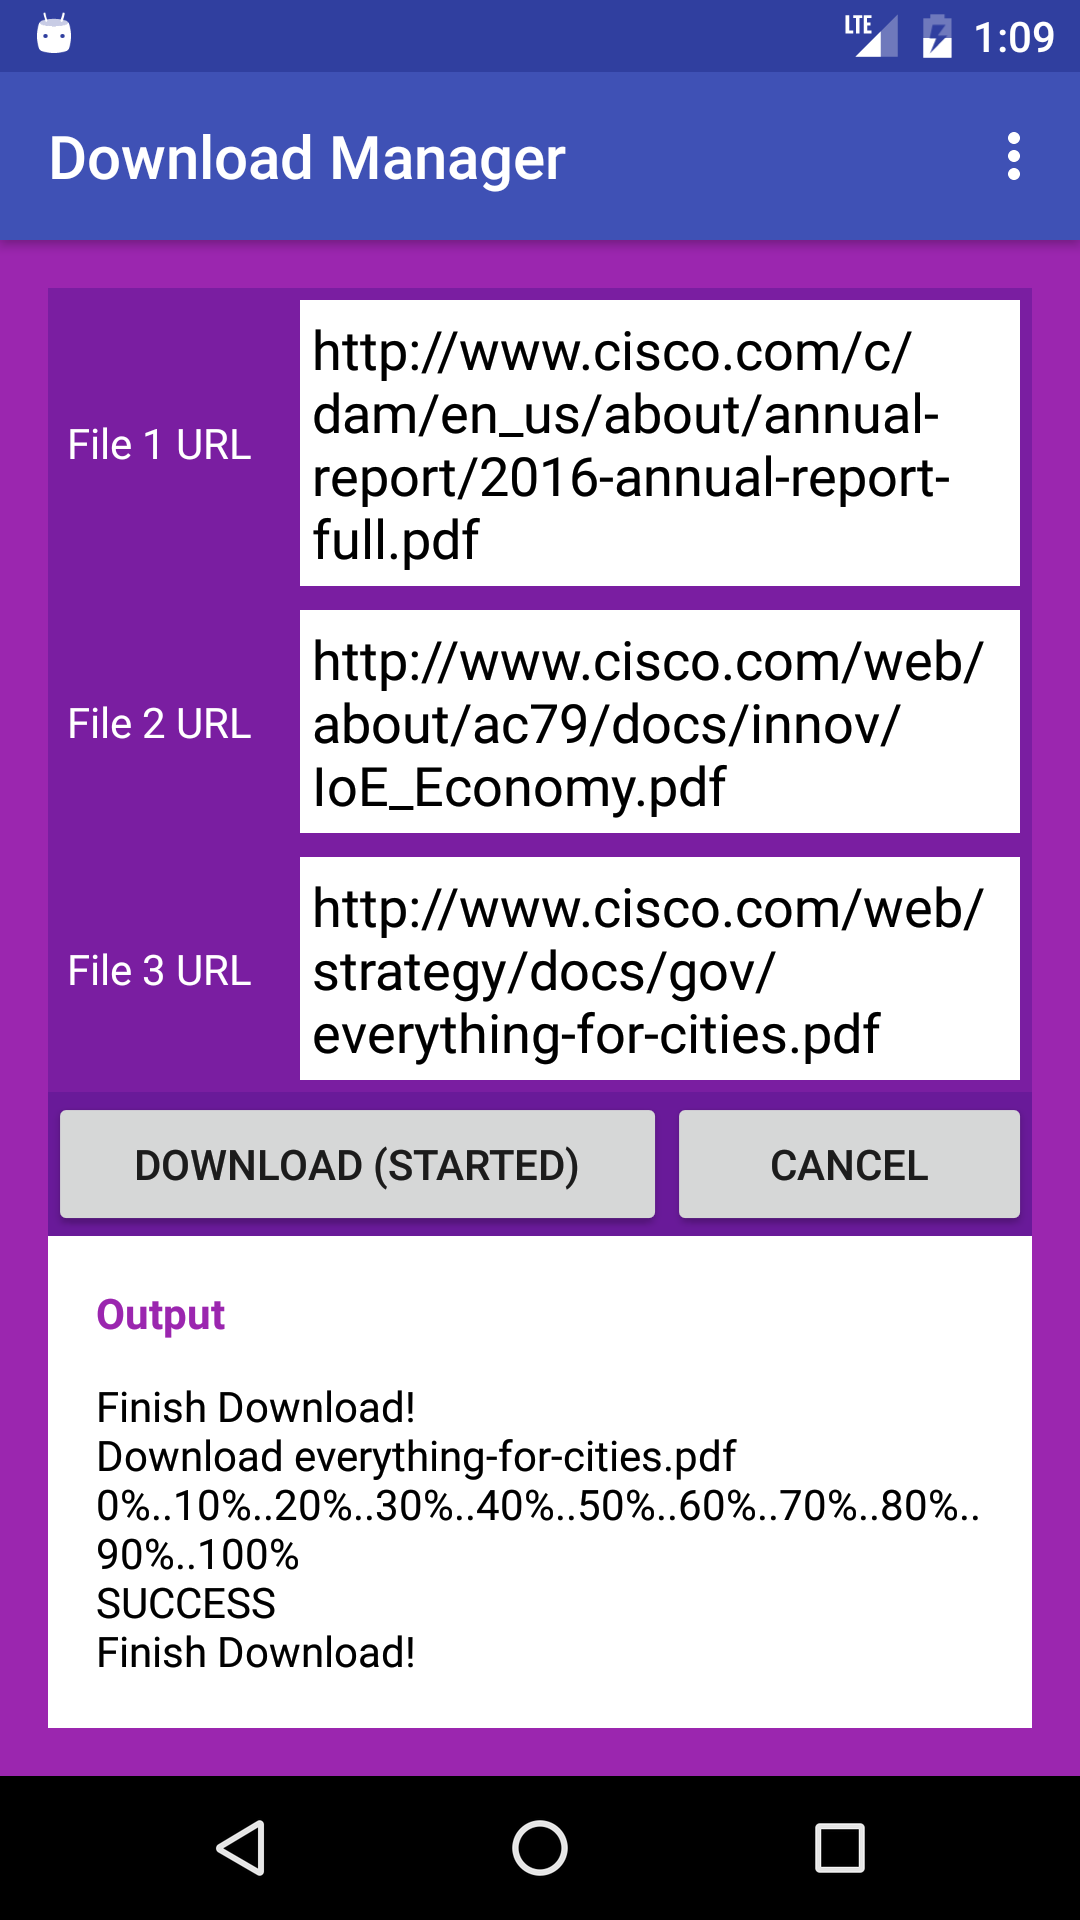 LTE 1:09
Download Manager
File 1 URL
http://www.cisco.com/c/
dam/en_us/about/annual-
report/2016-annual-report-
full.pdf
File 2 URL
http://www.cisco.com/web/
about/ac79/docs/innov/
IoE_Economy.pdf
File 3 URL
http://www.cisco.com/web/
strategy/docs/gov/
everything-for-cities.pdf
DOWNLOAD (STARTED) CANCEL
Output
Finish Download!
Download everything-for-cities.pdf
0%..10%..20%..30%..40%..50%..60%..70%..80%..
90%..100%
SUCCESS
Finish Download!